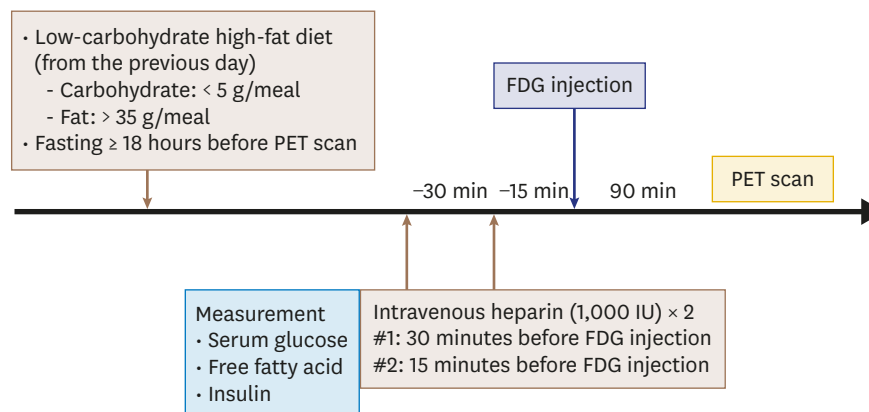 · Low-carbohydrate high-fat diet
(from the previous day)
- Carbohydrate: < 5 g/meal
- Fat: > 35 g/meal
· Fasting ≥ 18 hours before PET scan
FDG injection
−30 min
−15 min
90 min
PET scan
Measurement
· Serum glucose
· Free fatty acid
· Insulin
Intravenous heparin (1,000 IU) × 2
#1: 30 minutes before FDG injection
#2: 15 minutes before FDG injection